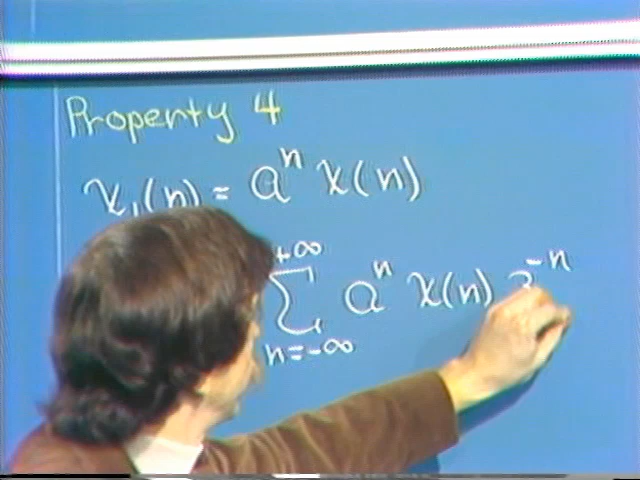 Property 4
x₁(n) = aⁿ x(n)
+∞
∑ aⁿ x(n) z⁻ⁿ
n=-∞